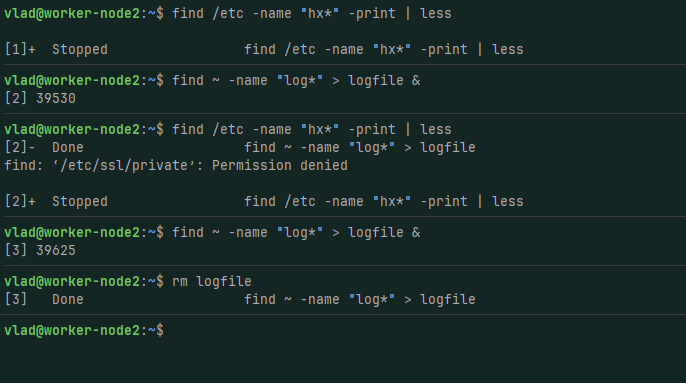 vlad@worker-node2:~$ find /etc -name "hx*" -print | less
[1]+  Stopped                 find /etc -name "hx*" -print | less
vlad@worker-node2:~$ find ~ -name "log*" > logfile &
[2] 39530
vlad@worker-node2:~$ find /etc -name "hx*" -print | less
[2]-  Done                    find ~ -name "log*" > logfile
find: ‘/etc/ssl/private’: Permission denied
[2]+  Stopped                 find /etc -name "hx*" -print | less
vlad@worker-node2:~$ find ~ -name "log*" > logfile &
[3] 39625
vlad@worker-node2:~$ rm logfile
[3]   Done                    find ~ -name "log*" > logfile
vlad@worker-node2:~$